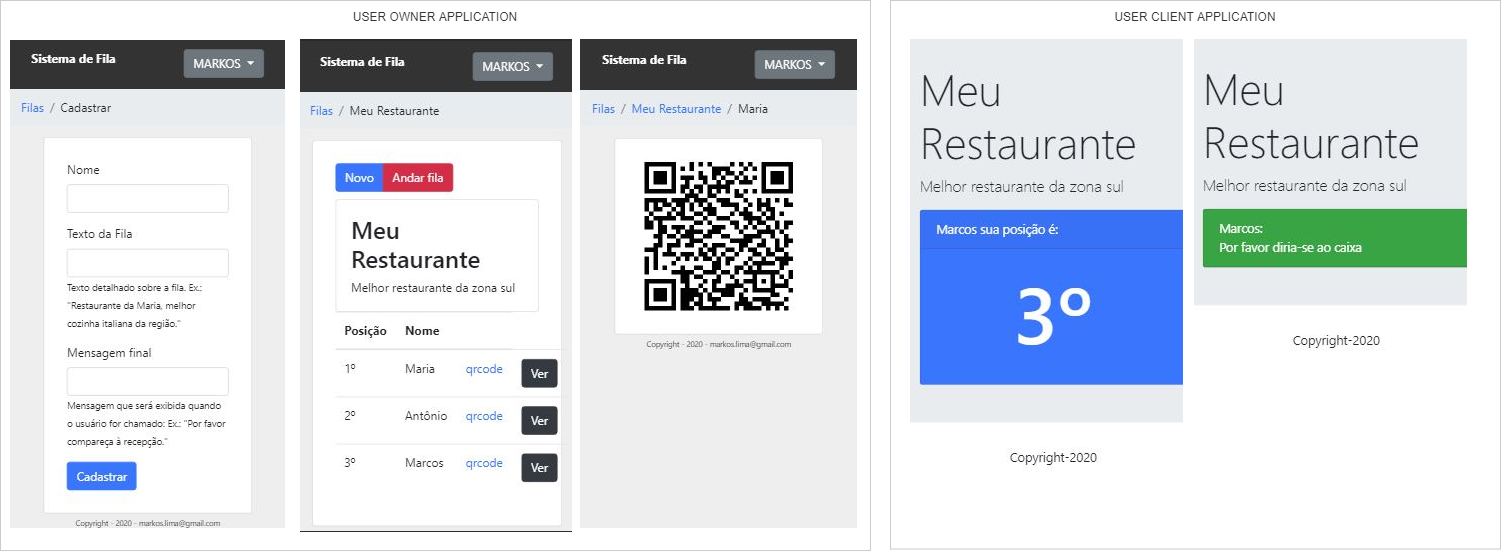 USER OWNER APPLICATION
Sistema de Fila
MARKOS
Filas / Cadastrar
Nome
Texto da Fila
Texto detalhado sobre a fila. Ex.:
"Restaurante da Maria, melhor
cozinha italiana da região."
Mensagem final
Mensagem que será exibida quando
o usuário for chamado: Ex.: "Por favor
compareça à recepção."
Cadastrar
Copyright - 2020 - markos.lima@gmail.com
Sistema de Fila
MARKOS
Filas / Meu Restaurante
Novo Andar fila
Meu
Restaurante
Melhor restaurante da zona sul
Posição Nome
1º Maria qrcode Ver
2º Antônio qrcode Ver
3º Marcos qrcode Ver
Sistema de Fila
MARKOS
Filas / Meu Restaurante / Maria
Copyright - 2020 - markos.lima@gmail.com
USER CLIENT APPLICATION
Meu
Restaurante
Melhor restaurante da zona sul
Marcos sua posição é:
3º
Copyright-2020
Meu
Restaurante
Melhor restaurante da zona sul
Marcos:
Por favor diria-se ao caixa
Copyright-2020